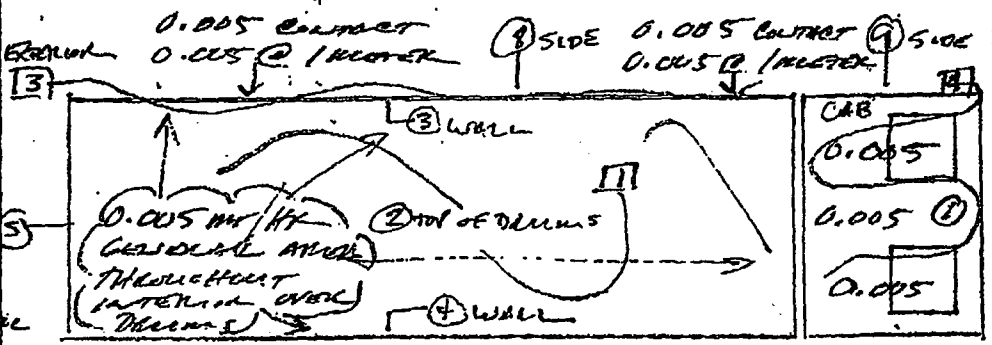 0.005 CONTACT
0.005 @ 1 METER
8 SIDE
0.005 CONTACT
0.005 @ 1 METER
9 SIDE
EXTERIOR
3
4
3 WALL
CAB
0.005
1
0.005 MR/HR
GENERAL AREA
THROUGHOUT
INTERIOR OVER
DRUMS
2 TOP OF DRUMS
0.005 1
5
0.005
4 WALL